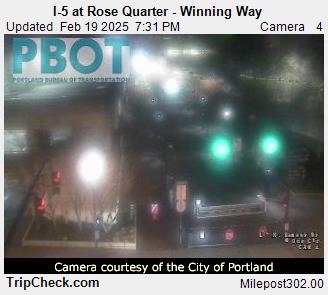 I-5 at Rose Quarter - Winning Way
Updated Feb 19 2025 7:31 PM Camera 4
PBOT
PORTLAND BUREAU OF TRANSPORTATION
Camera courtesy of the City of Portland
TripCheck.com Milepost302.00